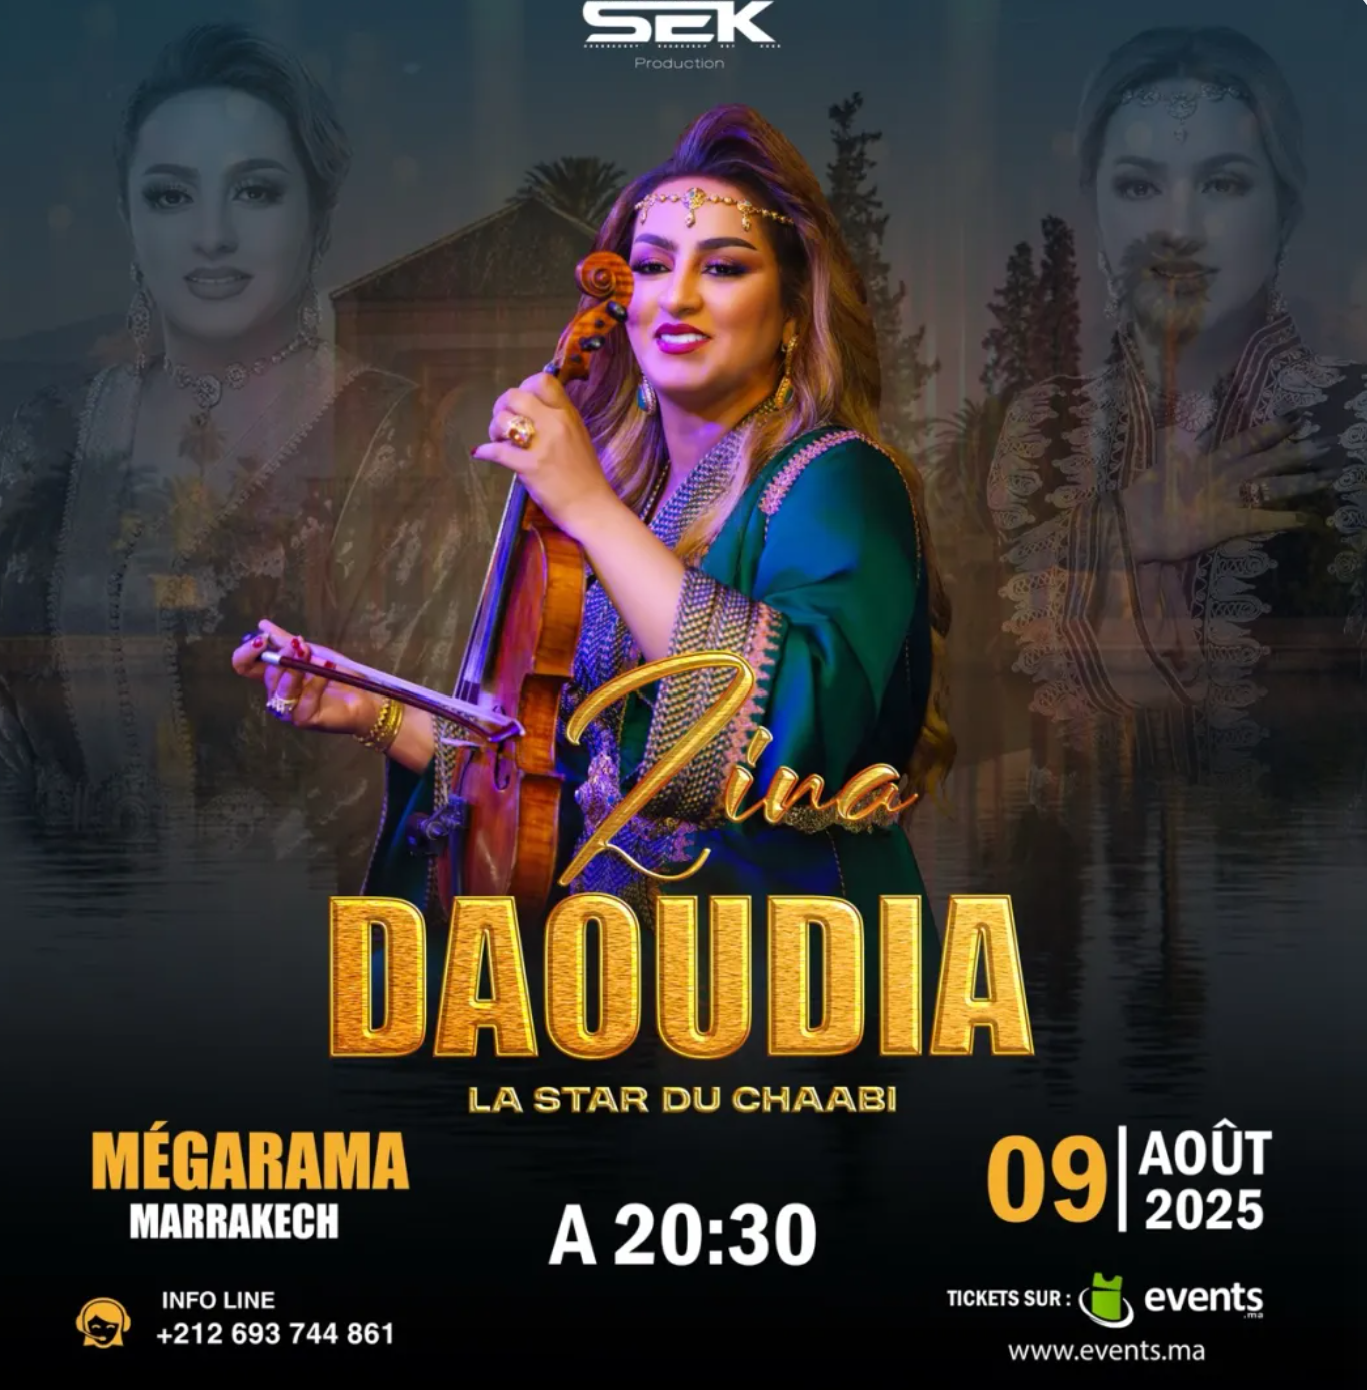 SEK
Production
Zina
DAOUDIA
LA STAR DU CHAABI
MÉGARAMA
MARRAKECH
A 20:30
09
AOÛT
2025
INFO LINE
+212 693 744 861
TICKETS SUR :
events
.ma
www.events.ma